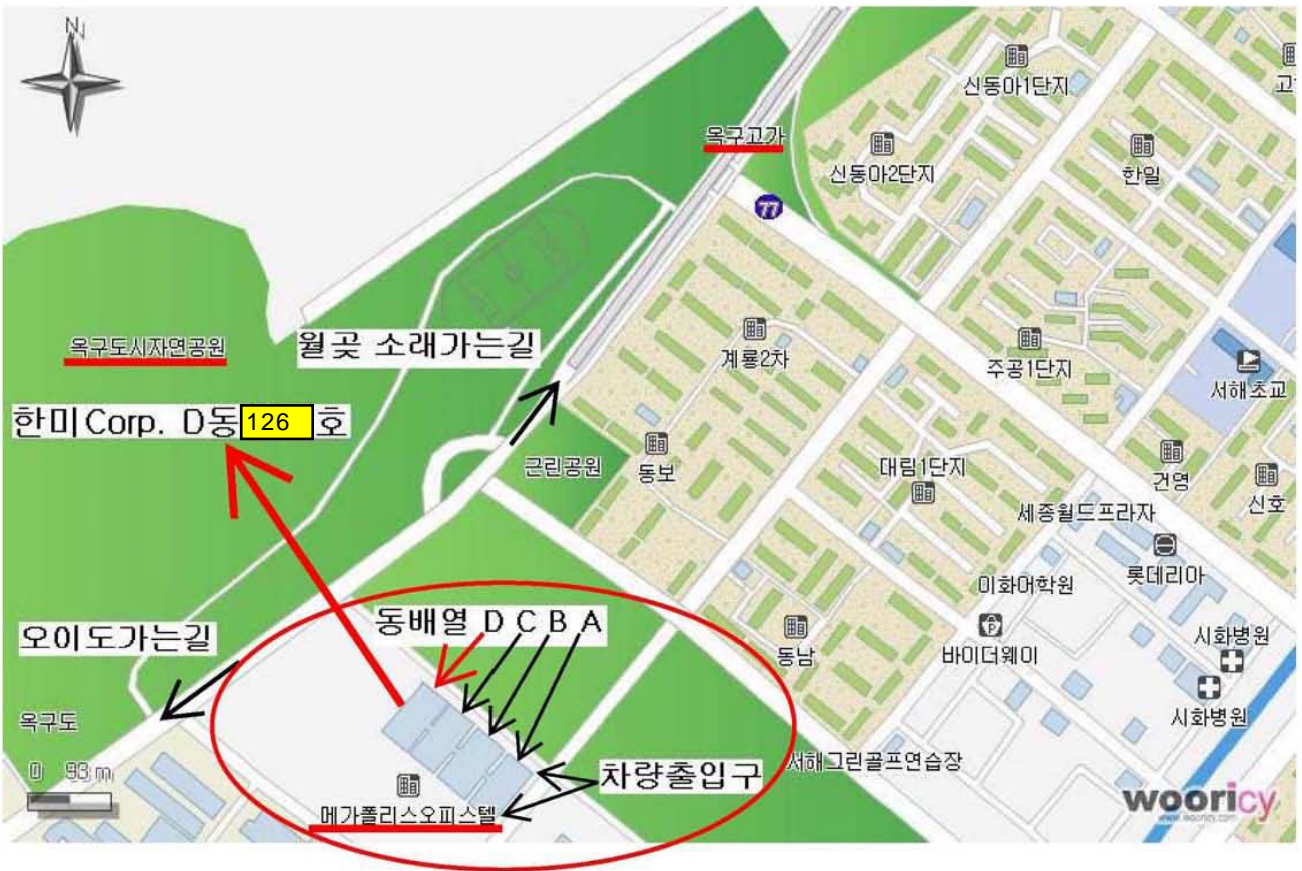 N
신동아1단지
고
옥구고가
신동아2단지
한일
77
옥구도시자연공원
월곶 소래가는길
계룡2차
주공1단지
서해초교
한미Corp. D동 126 호
근린공원
동보
대림1단지
건영
신호
세종월드프라자
롯데리아
이화어학원
오이도가는길
동배열 D C B A
동남
바이더웨이
시화병원
시화병원
옥구도
0 93 m
차량출입구
서해그린골프연습장
메가폴리스오피스텔
wooricy
www.wooricy.com